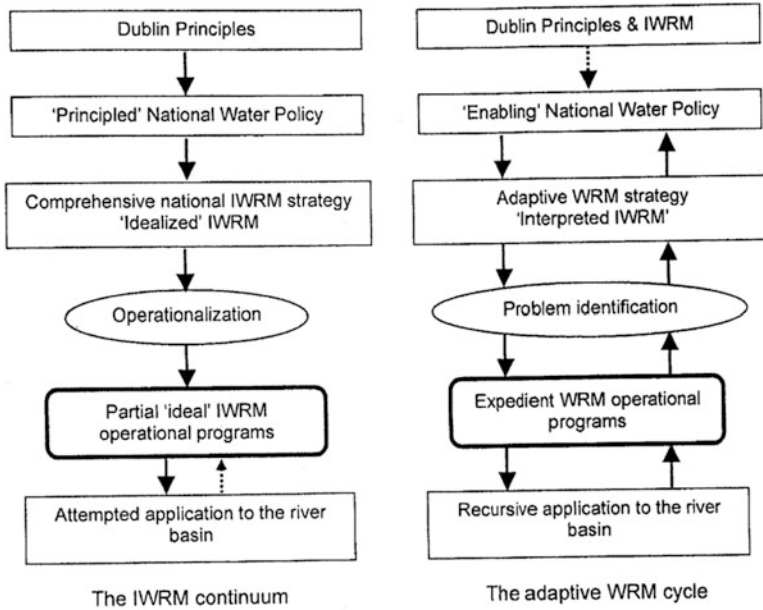 Dublin Principles
'Principled' National Water Policy
Comprehensive national IWRM strategy
'Idealized' IWRM
Operationalization
Partial 'ideal' IWRM
operational programs
Attempted application to the river
basin
The IWRM continuum
Dublin Principles & IWRM
'Enabling' National Water Policy
Adaptive WRM strategy
'Interpreted IWRM'
Problem identification
Expedient WRM operational
programs
Recursive application to the river
basin
The adaptive WRM cycle